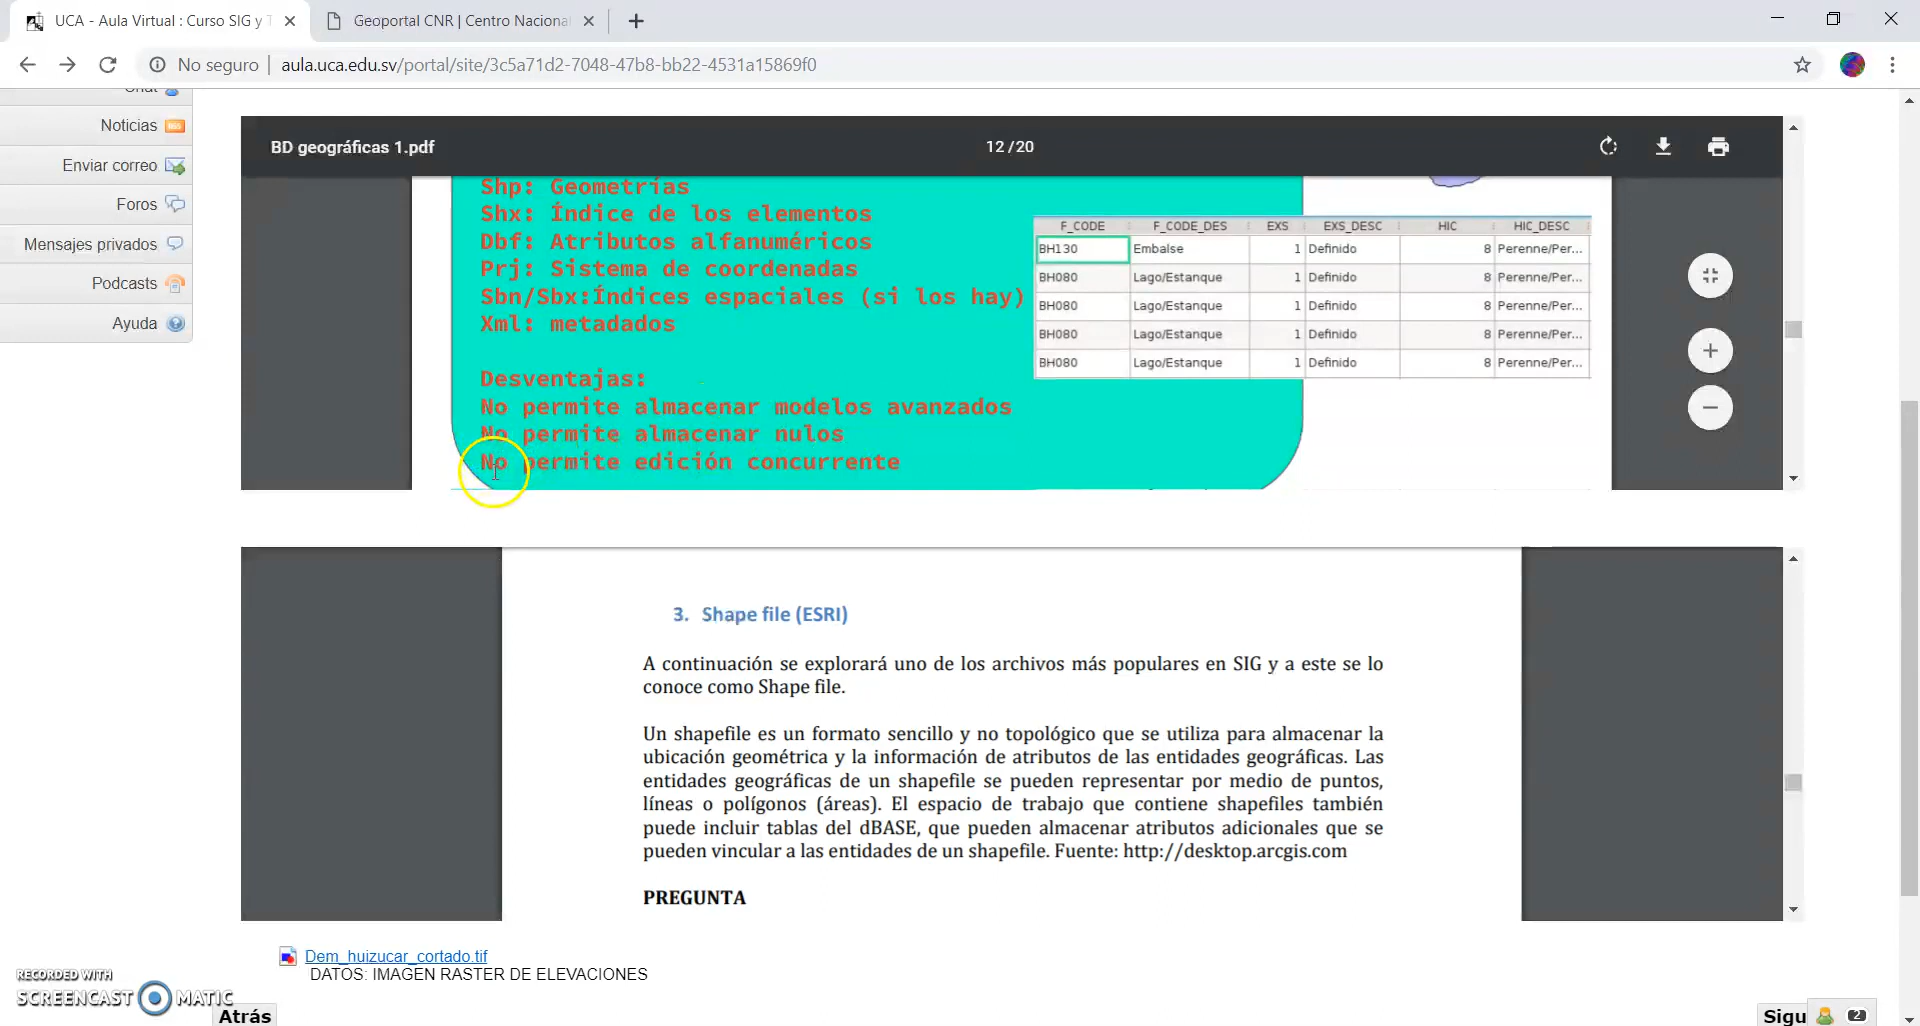 UCA - Aula Virtual : Curso SIG y T
Geoportal CNR | Centro Nacional
No seguro | aula.uca.edu.sv/portal/site/3c5a71d2-7048-47b8-bb22-4531a15869f0
Chat
Noticias
Enviar correo
Foros
Mensajes privados
Podcasts
Ayuda
BD geográficas 1.pdf
12 / 20
Shp: Geometrías
Shx: Índice de los elementos
Dbf: Atributos alfanuméricos
Prj: Sistema de coordenadas
Sbn/Sbx:Índices espaciales (si los hay)
Xml: metadados
Desventajas:
No permite almacenar modelos avanzados
No permite almacenar nulos
No permite edición concurrente
F_CODE F_CODE_DES EXS EXS_DESC HIC HIC_DESC
BH130 Embalse 1 Definido 8 Perenne/Per...
BH080 Lago/Estanque 1 Definido 8 Perenne/Per...
BH080 Lago/Estanque 1 Definido 8 Perenne/Per...
BH080 Lago/Estanque 1 Definido 8 Perenne/Per...
BH080 Lago/Estanque 1 Definido 8 Perenne/Per...
3. Shape file (ESRI)
A continuación se explorará uno de los archivos más populares en SIG y a este se lo
conoce como Shape file.
Un shapefile es un formato sencillo y no topológico que se utiliza para almacenar la
ubicación geométrica y la información de atributos de las entidades geográficas. Las
entidades geográficas de un shapefile se pueden representar por medio de puntos,
líneas o polígonos (áreas). El espacio de trabajo que contiene shapefiles también
puede incluir tablas del dBASE, que pueden almacenar atributos adicionales que se
pueden vincular a las entidades de un shapefile. Fuente: http://desktop.arcgis.com
PREGUNTA
Dem_huizucar_cortado.tif
DATOS: IMAGEN RASTER DE ELEVACIONES
RECORDED WITH
SCREENCAST MATIC
Atrás
Sigu
2